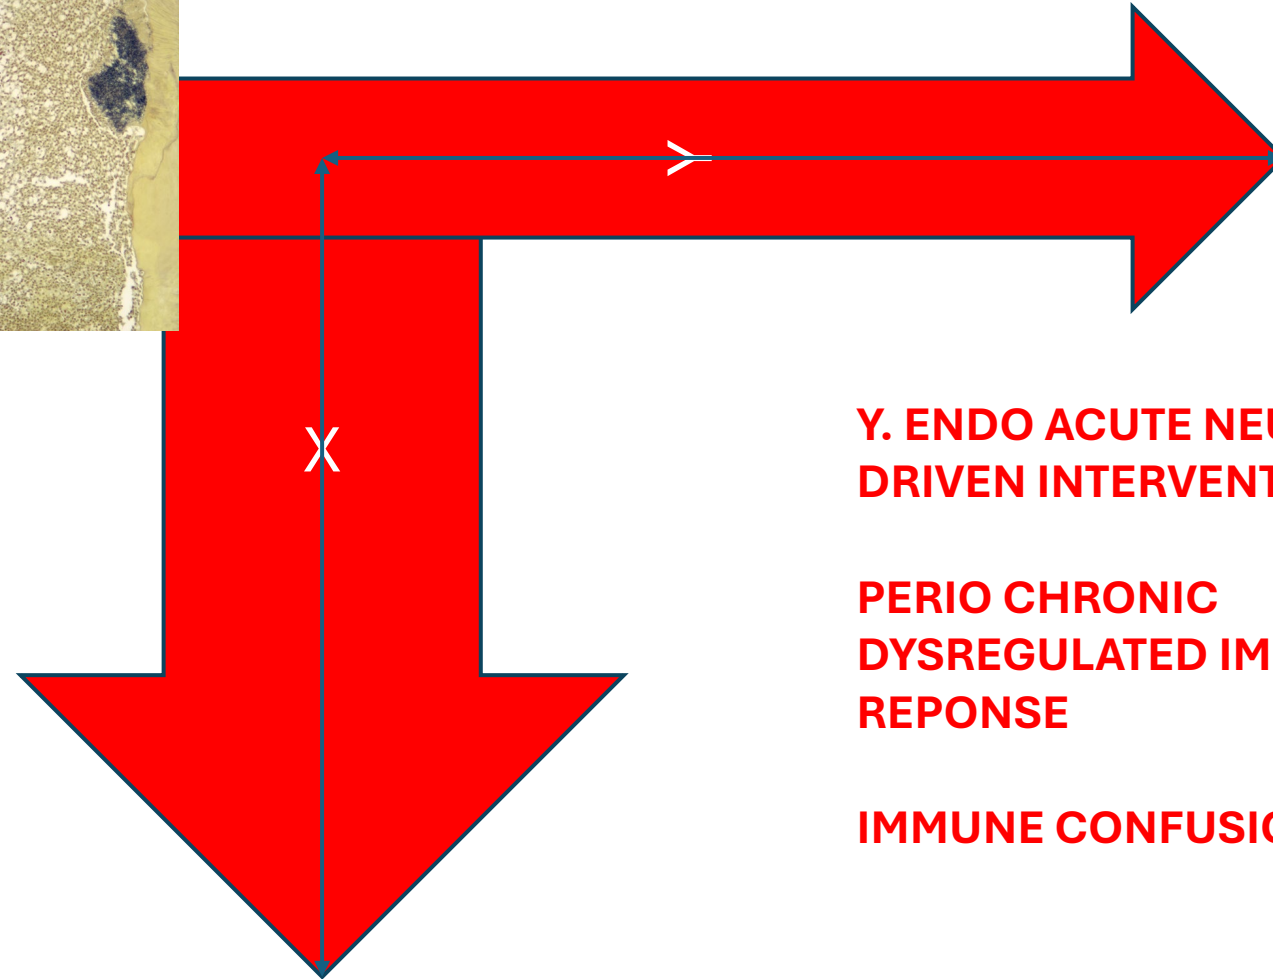 Y
X
Y. ENDO ACUTE
DRIVEN
PERIO CHRONIC
DYSREGULATED
REPONSE
IMMUNE